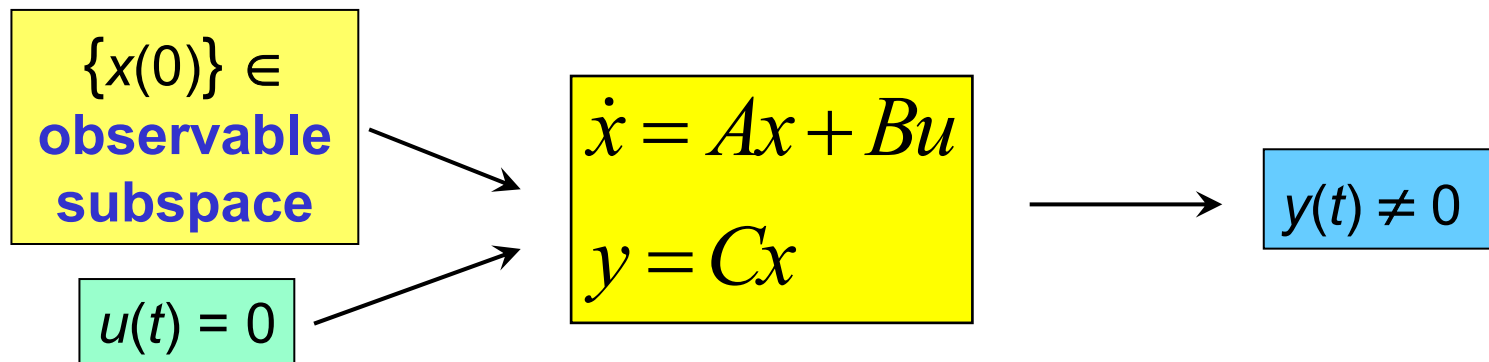 {x(0)} ∈
observable
subspace
u(t) = 0
ẋ = Ax + Bu
y = Cx
y(t) ≠ 0